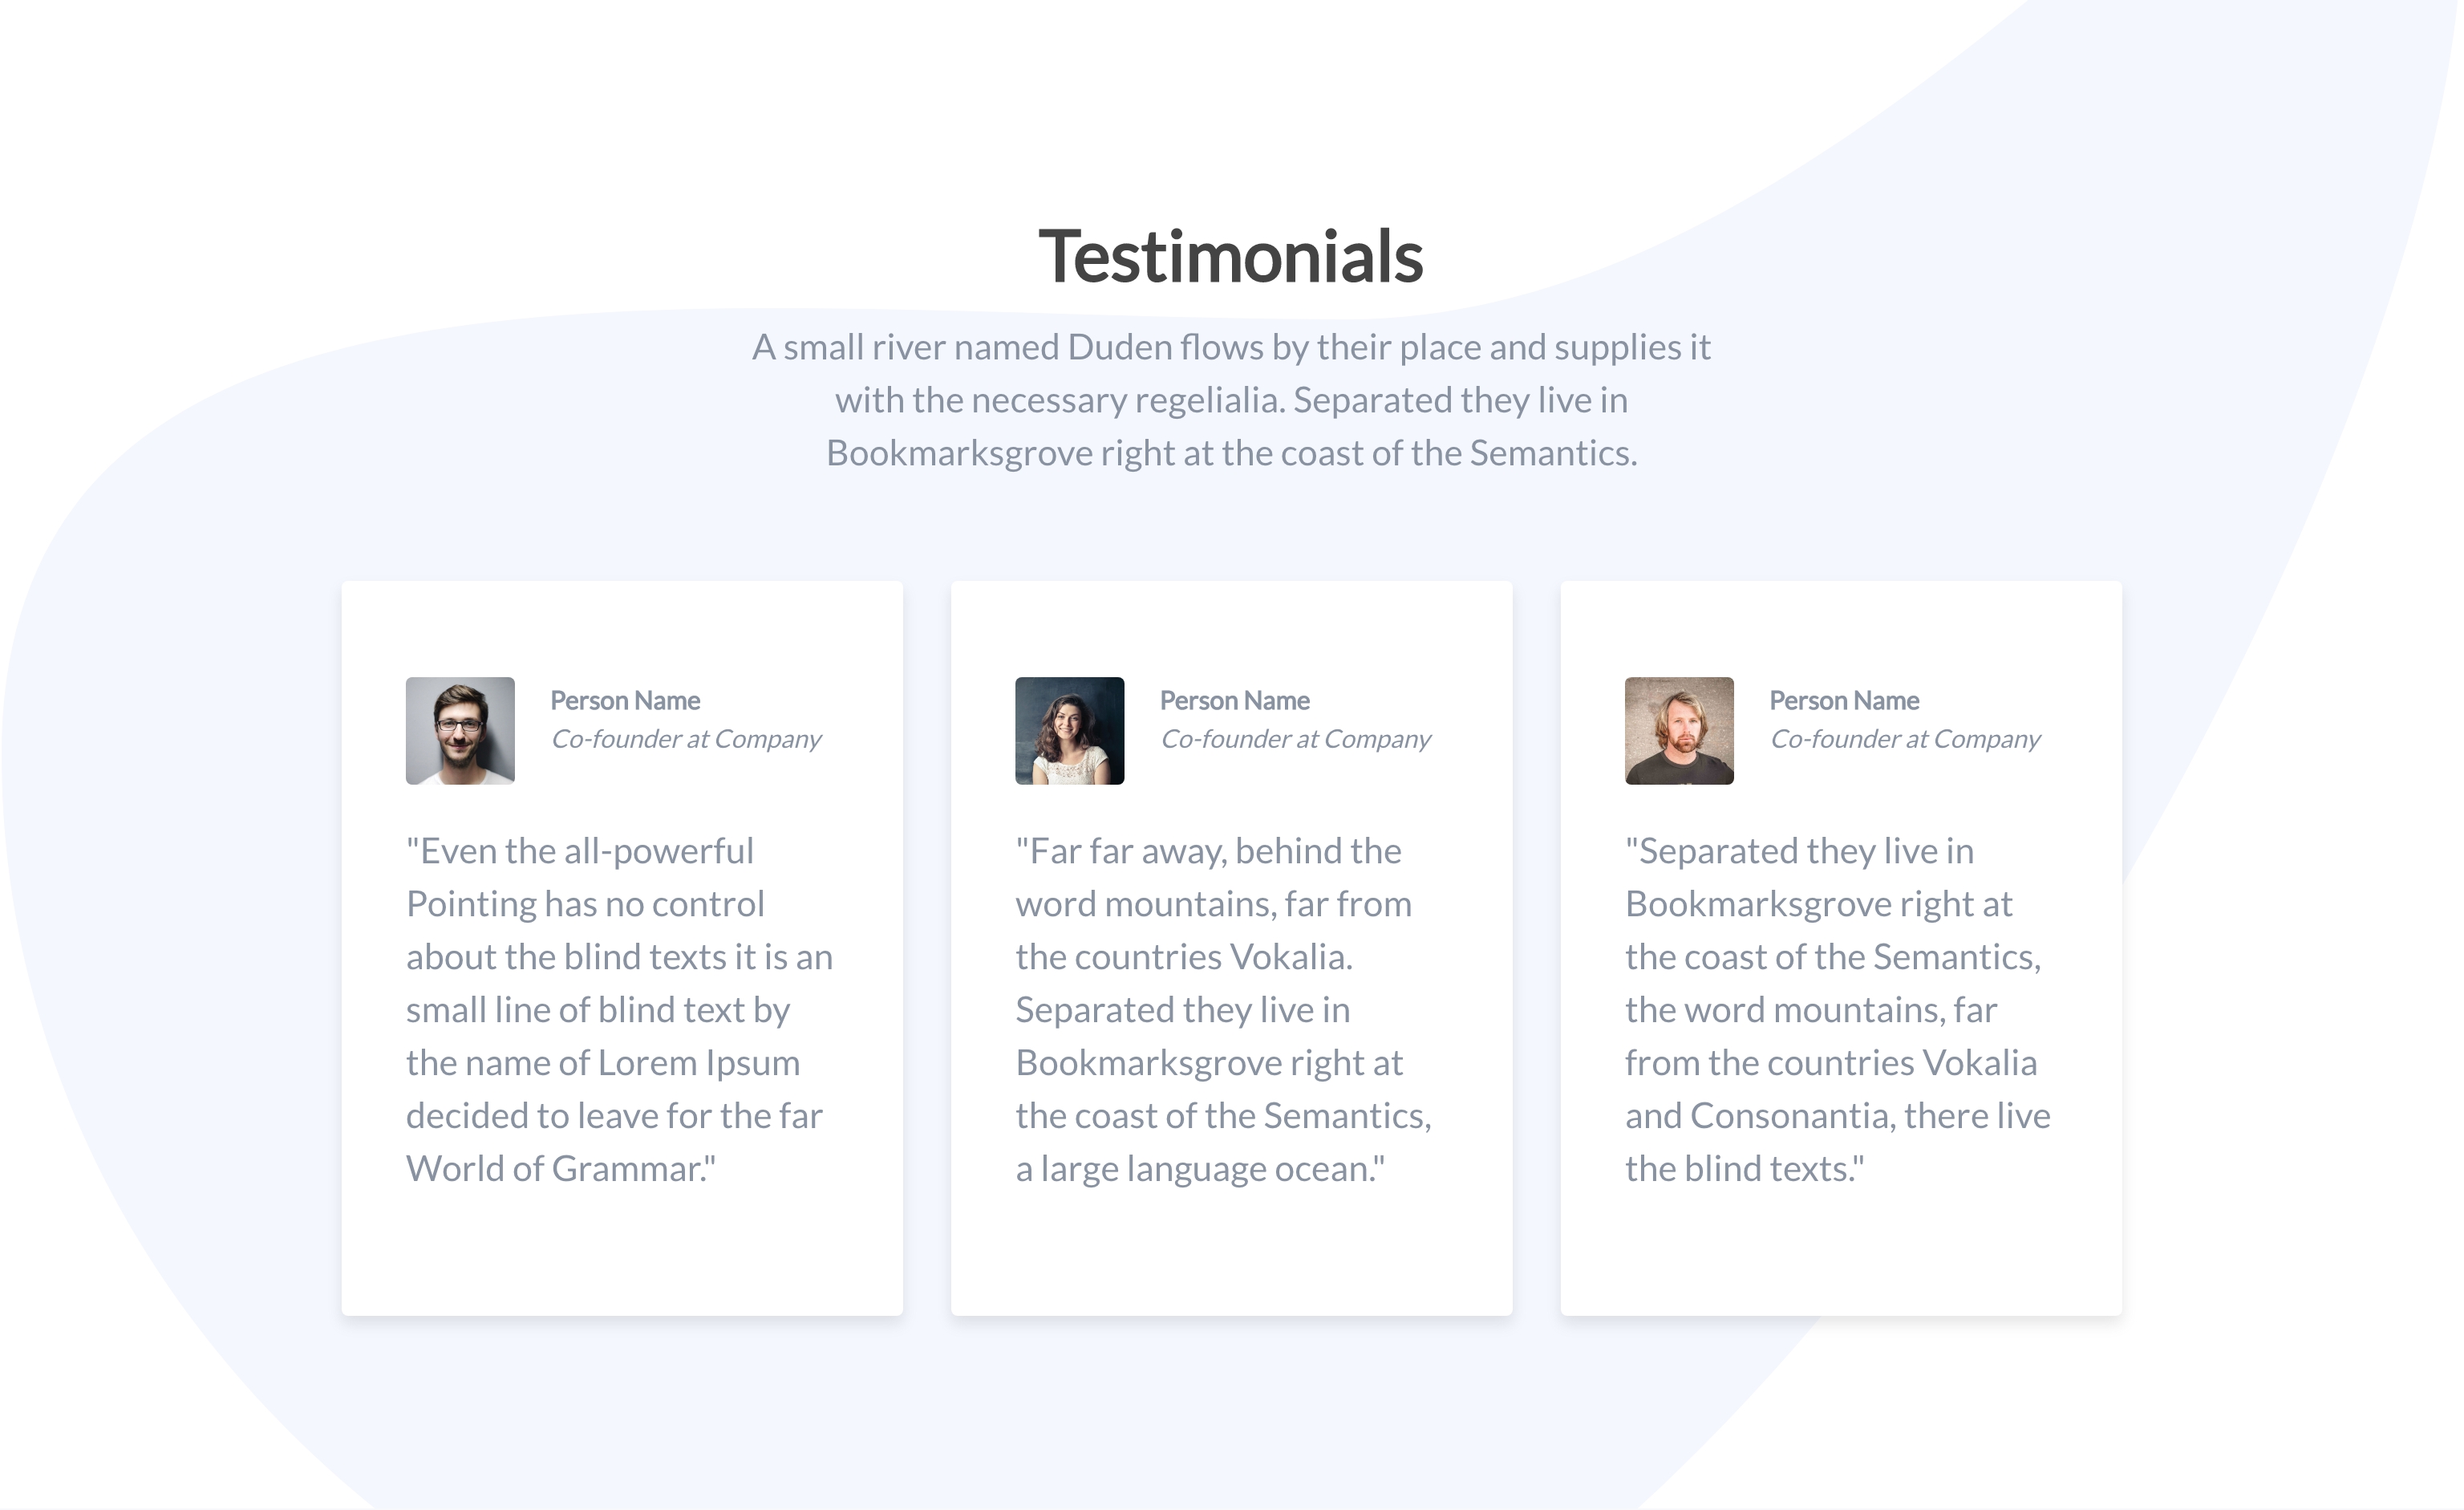 Testimonials
A small river named Duden flows by their place and supplies it
with the necessary regelialia. Separated they live in
Bookmarksgrove right at the coast of the Semantics.
Person Name
Co-founder at Company
"Even the all-powerful
Pointing has no control
about the blind texts it is an
small line of blind text by
the name of Lorem Ipsum
decided to leave for the far
World of Grammar."
Person Name
Co-founder at Company
"Far far away, behind the
word mountains, far from
the countries Vokalia.
Separated they live in
Bookmarksgrove right at
the coast of the Semantics,
a large language ocean."
Person Name
Co-founder at Company
"Separated they live in
Bookmarksgrove right at
the coast of the Semantics,
the word mountains, far
from the countries Vokalia
and Consonantia, there live
the blind texts."